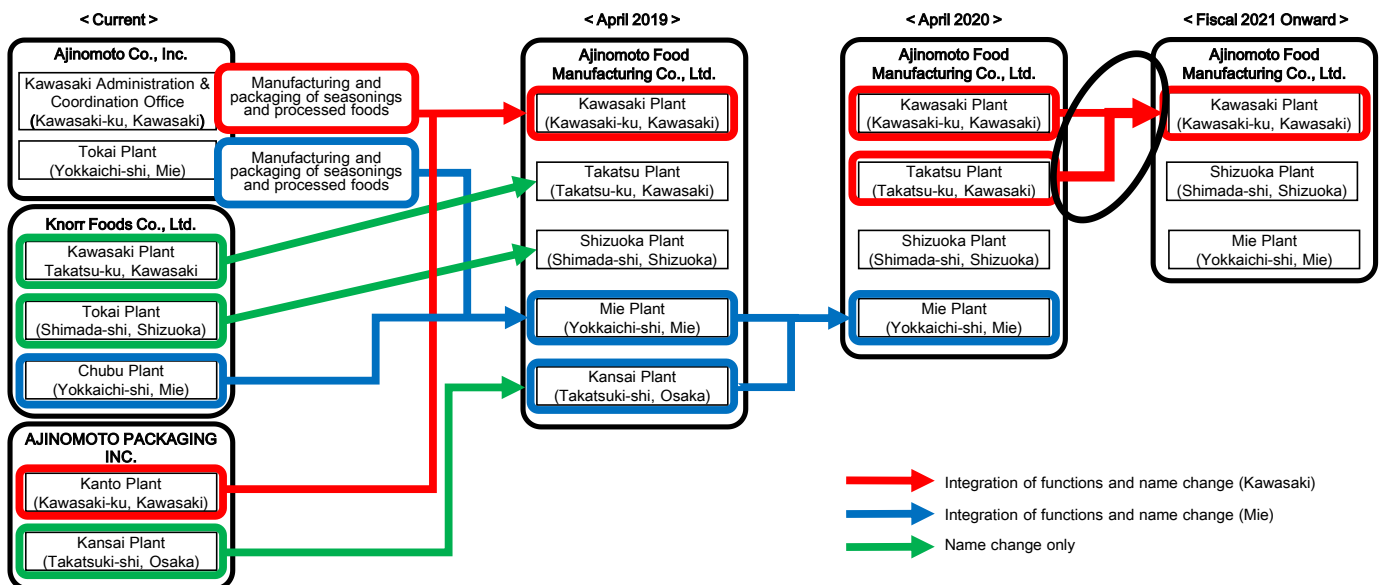 < Current >
Ajinomoto Co., Inc.
Kawasaki Administration &
Coordination Office
(Kawasaki-ku, Kawasaki)
Tokai Plant
(Yokkaichi-shi, Mie)
Manufacturing and
packaging of seasonings
and processed foods
Manufacturing and
packaging of seasonings
and processed foods
Knorr Foods Co., Ltd.
Kawasaki Plant
Takatsu-ku, Kawasaki
Tokai Plant
(Shimada-shi, Shizuoka)
Chubu Plant
(Yokkaichi-shi, Mie)
AJINOMOTO PACKAGING
INC.
Kanto Plant
(Kawasaki-ku, Kawasaki)
Kansai Plant
(Takatsuki-shi, Osaka)
< April 2019 >
Ajinomoto Food
Manufacturing Co., Ltd.
Kawasaki Plant
(Kawasaki-ku, Kawasaki)
Takatsu Plant
(Takatsu-ku, Kawasaki)
Shizuoka Plant
(Shimada-shi, Shizuoka)
Mie Plant
(Yokkaichi-shi, Mie)
Kansai Plant
(Takatsuki-shi, Osaka)
< April 2020 >
Ajinomoto Food
Manufacturing Co., Ltd.
Kawasaki Plant
(Kawasaki-ku, Kawasaki)
Takatsu Plant
(Takatsu-ku, Kawasaki)
Shizuoka Plant
(Shimada-shi, Shizuoka)
Mie Plant
(Yokkaichi-shi, Mie)
< Fiscal 2021 Onward >
Ajinomoto Food
Manufacturing Co., Ltd.
Kawasaki Plant
(Kawasaki-ku, Kawasaki)
Shizuoka Plant
(Shimada-shi, Shizuoka)
Mie Plant
(Yokkaichi-shi, Mie)
Integration of functions and name change (Kawasaki)
Integration of functions and name change (Mie)
Name change only